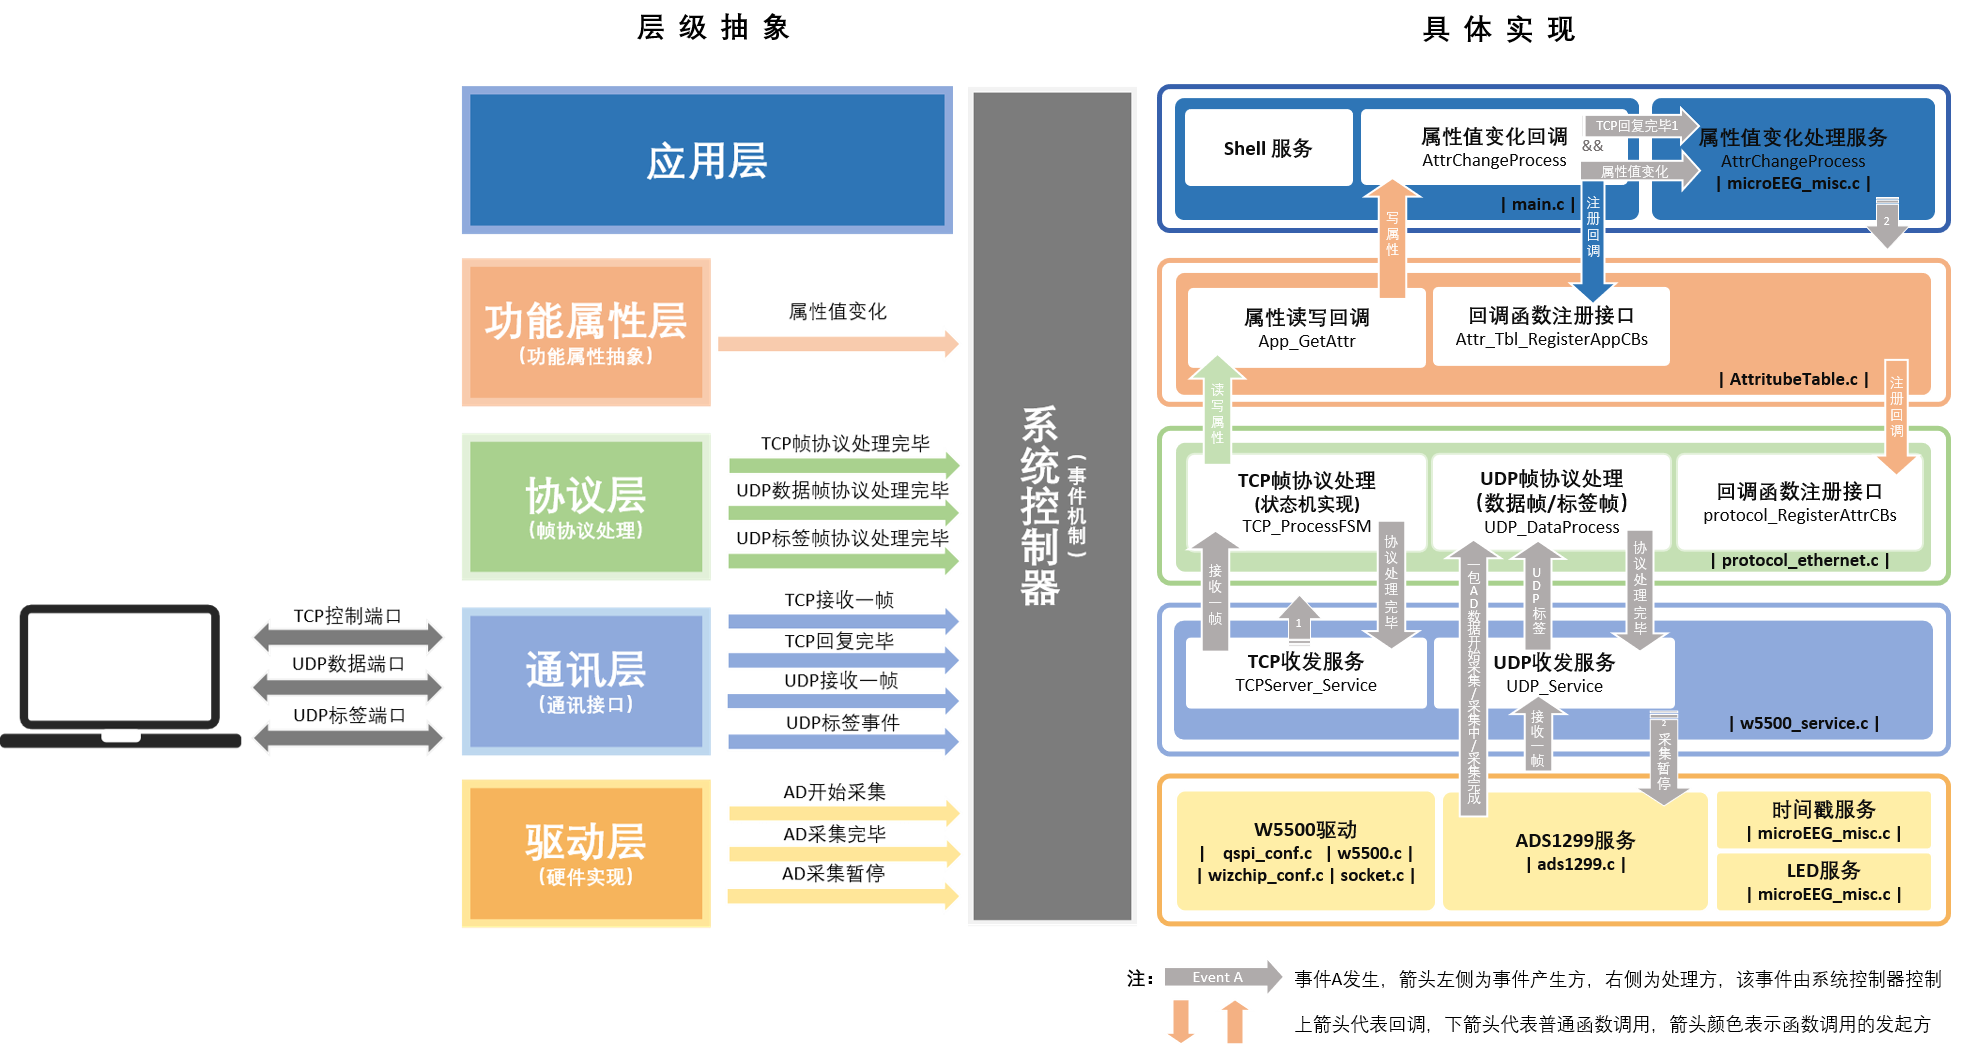 层 级 抽 象
具 体 实 现
应用层
功能属性层
(功能属性抽象)
属性值变化
协议层
(帧协议处理)
TCP帧协议处理完毕
UDP数据帧协议处理完毕
UDP标签帧协议处理完毕
TCP控制端口
UDP数据端口
UDP标签端口
通讯层
(通讯接口)
TCP接收一帧
TCP回复完毕
UDP接收一帧
UDP标签事件
驱动层
(硬件实现)
AD开始采集
AD采集完毕
AD采集暂停
系统控制器
(事件机制)
Shell 服务
属性值变化回调
AttrChangeProcess
| main.c |
TCP回复完毕1
&&
属性值变化
属性值变化处理服务
AttrChangeProcess
| microEEG_misc.c |
2
写属性
注册回调
属性读写回调
App_GetAttr
回调函数注册接口
Attr_Tbl_RegisterAppCBs
| AttritubeTable.c |
读写属性
注册回调
TCP帧协议处理
(状态机实现)
TCP_ProcessFSM
UDP帧协议处理
(数据帧/标签帧)
UDP_DataProcess
回调函数注册接口
protocol_RegisterAttrCBs
| protocol_ethernet.c |
接收一帧
1
协议处理完毕
一包AD数据开始采集/采集中/采集完成
UDP标签
协议处理完毕
TCP收发服务
TCPServer_Service
UDP收发服务
UDP_Service
| w5500_service.c |
接收一帧
2
采集暂停
W5500驱动
| qspi_conf.c | w5500.c |
| wizchip_conf.c | socket.c |
ADS1299服务
| ads1299.c |
时间戳服务
| microEEG_misc.c |
LED服务
| microEEG_misc.c |
注：
Event A
事件A发生，箭头左侧为事件产生方，右侧为处理方，该事件由系统控制器控制
上箭头代表回调，下箭头代表普通函数调用，箭头颜色表示函数调用的发起方